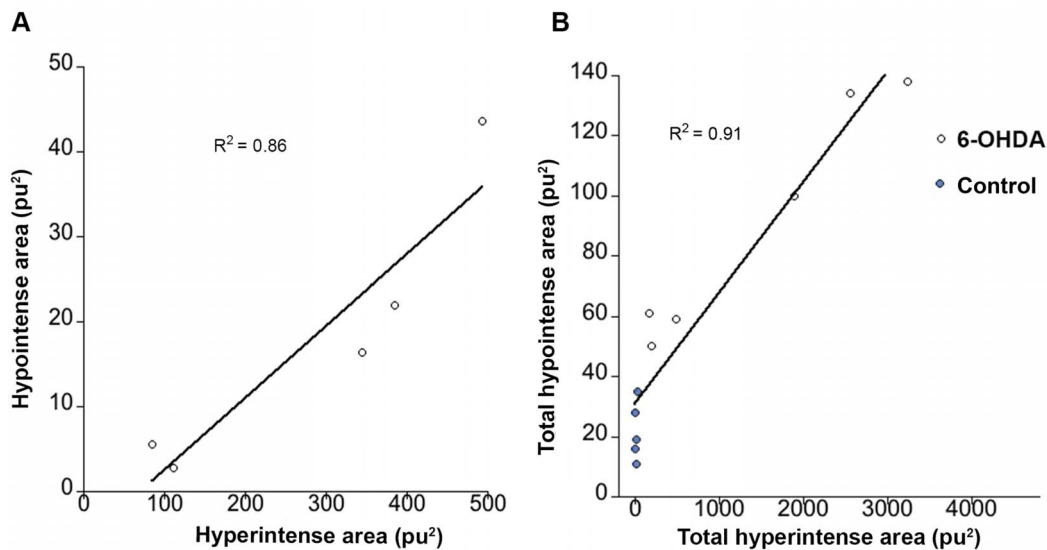 A
B
50
40
30
20
10
0
0
100
200
300
400
500
R² = 0.86
Hypointense area (pu²)
Hyperintense area (pu²)
140
120
100
80
60
40
20
0
0
1000
2000
3000
4000
R² = 0.91
6-OHDA
Control
Total hypointense area (pu²)
Total hyperintense area (pu²)